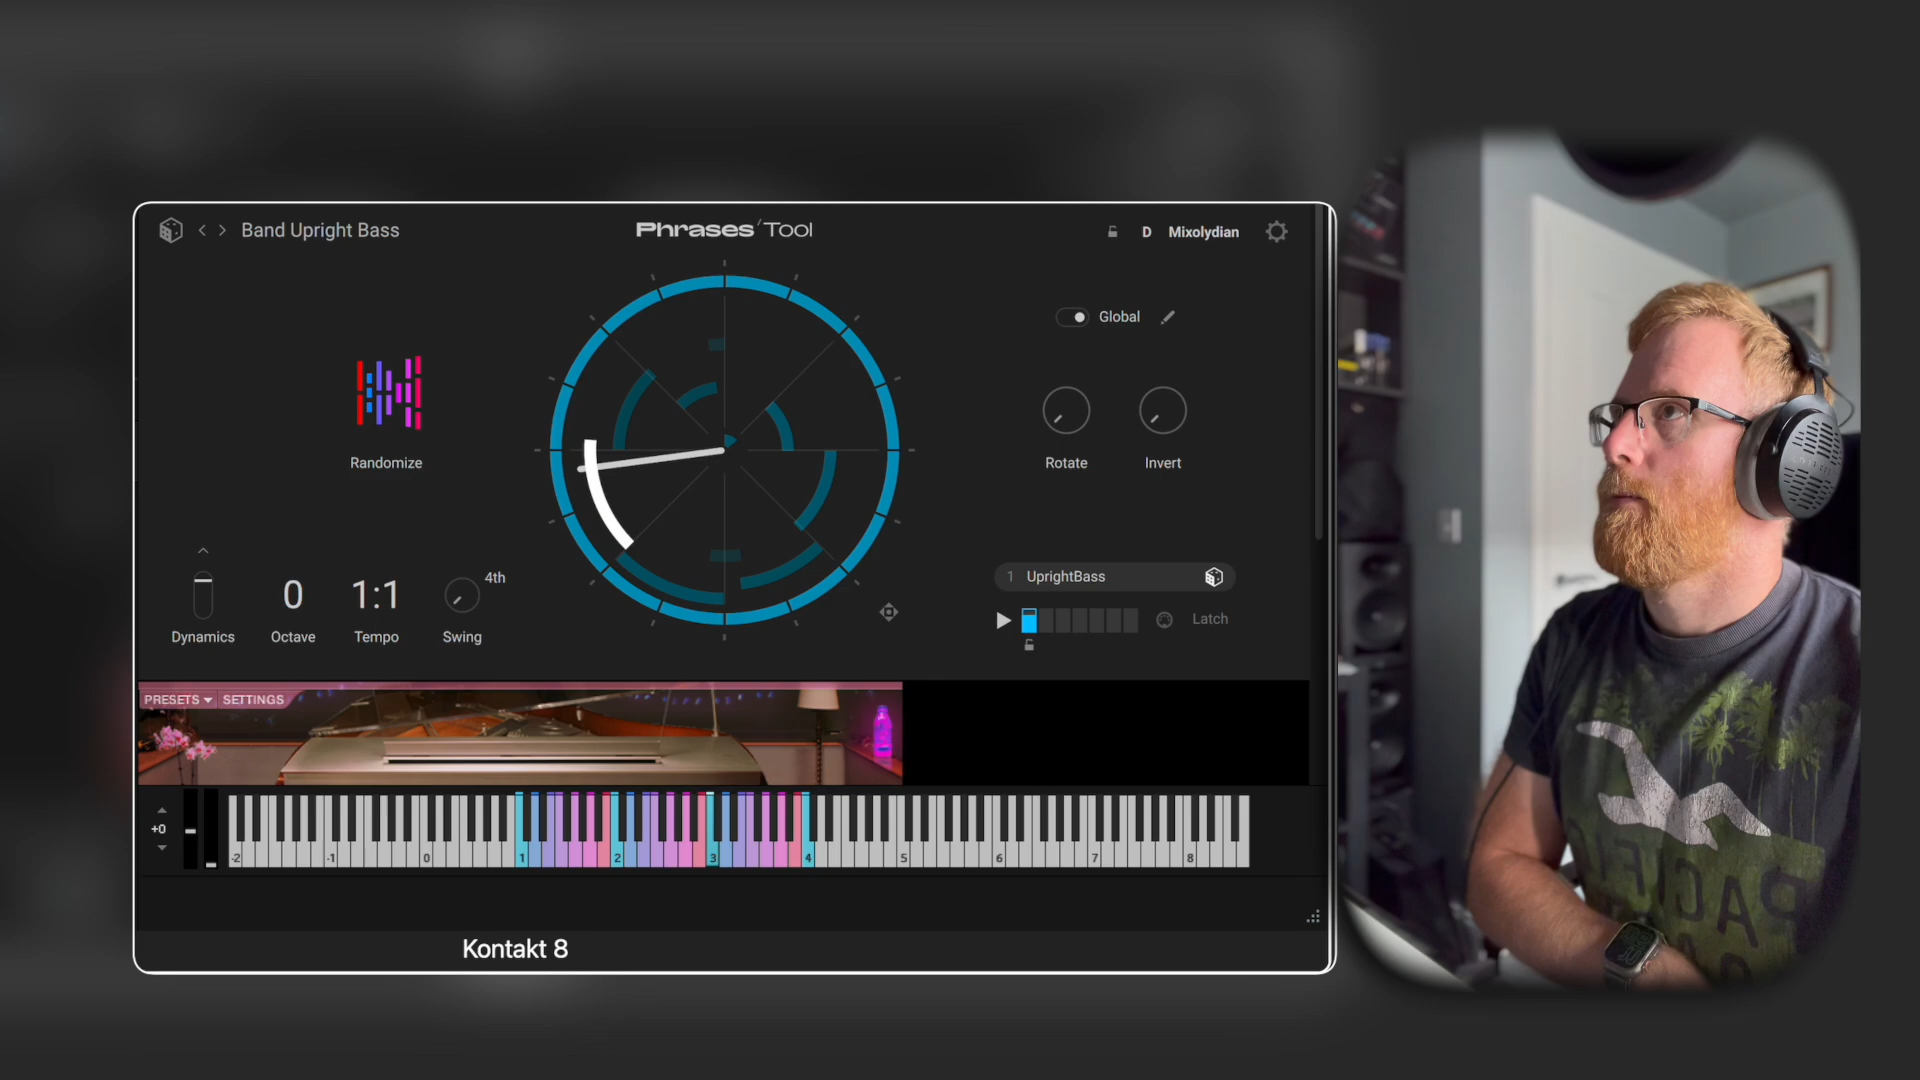 Band Upright Bass
Phrases'Tool
D Mixolydian
Global
Randomize
Rotate
Invert
4th
0
1:1
Dynamics
Octave
Tempo
Swing
1 UprightBass
Latch
PRESETS
SETTINGS
+0
-2 -1 0 1 2 3 4 5 6 7 8
Kontakt 8
PACIFIC